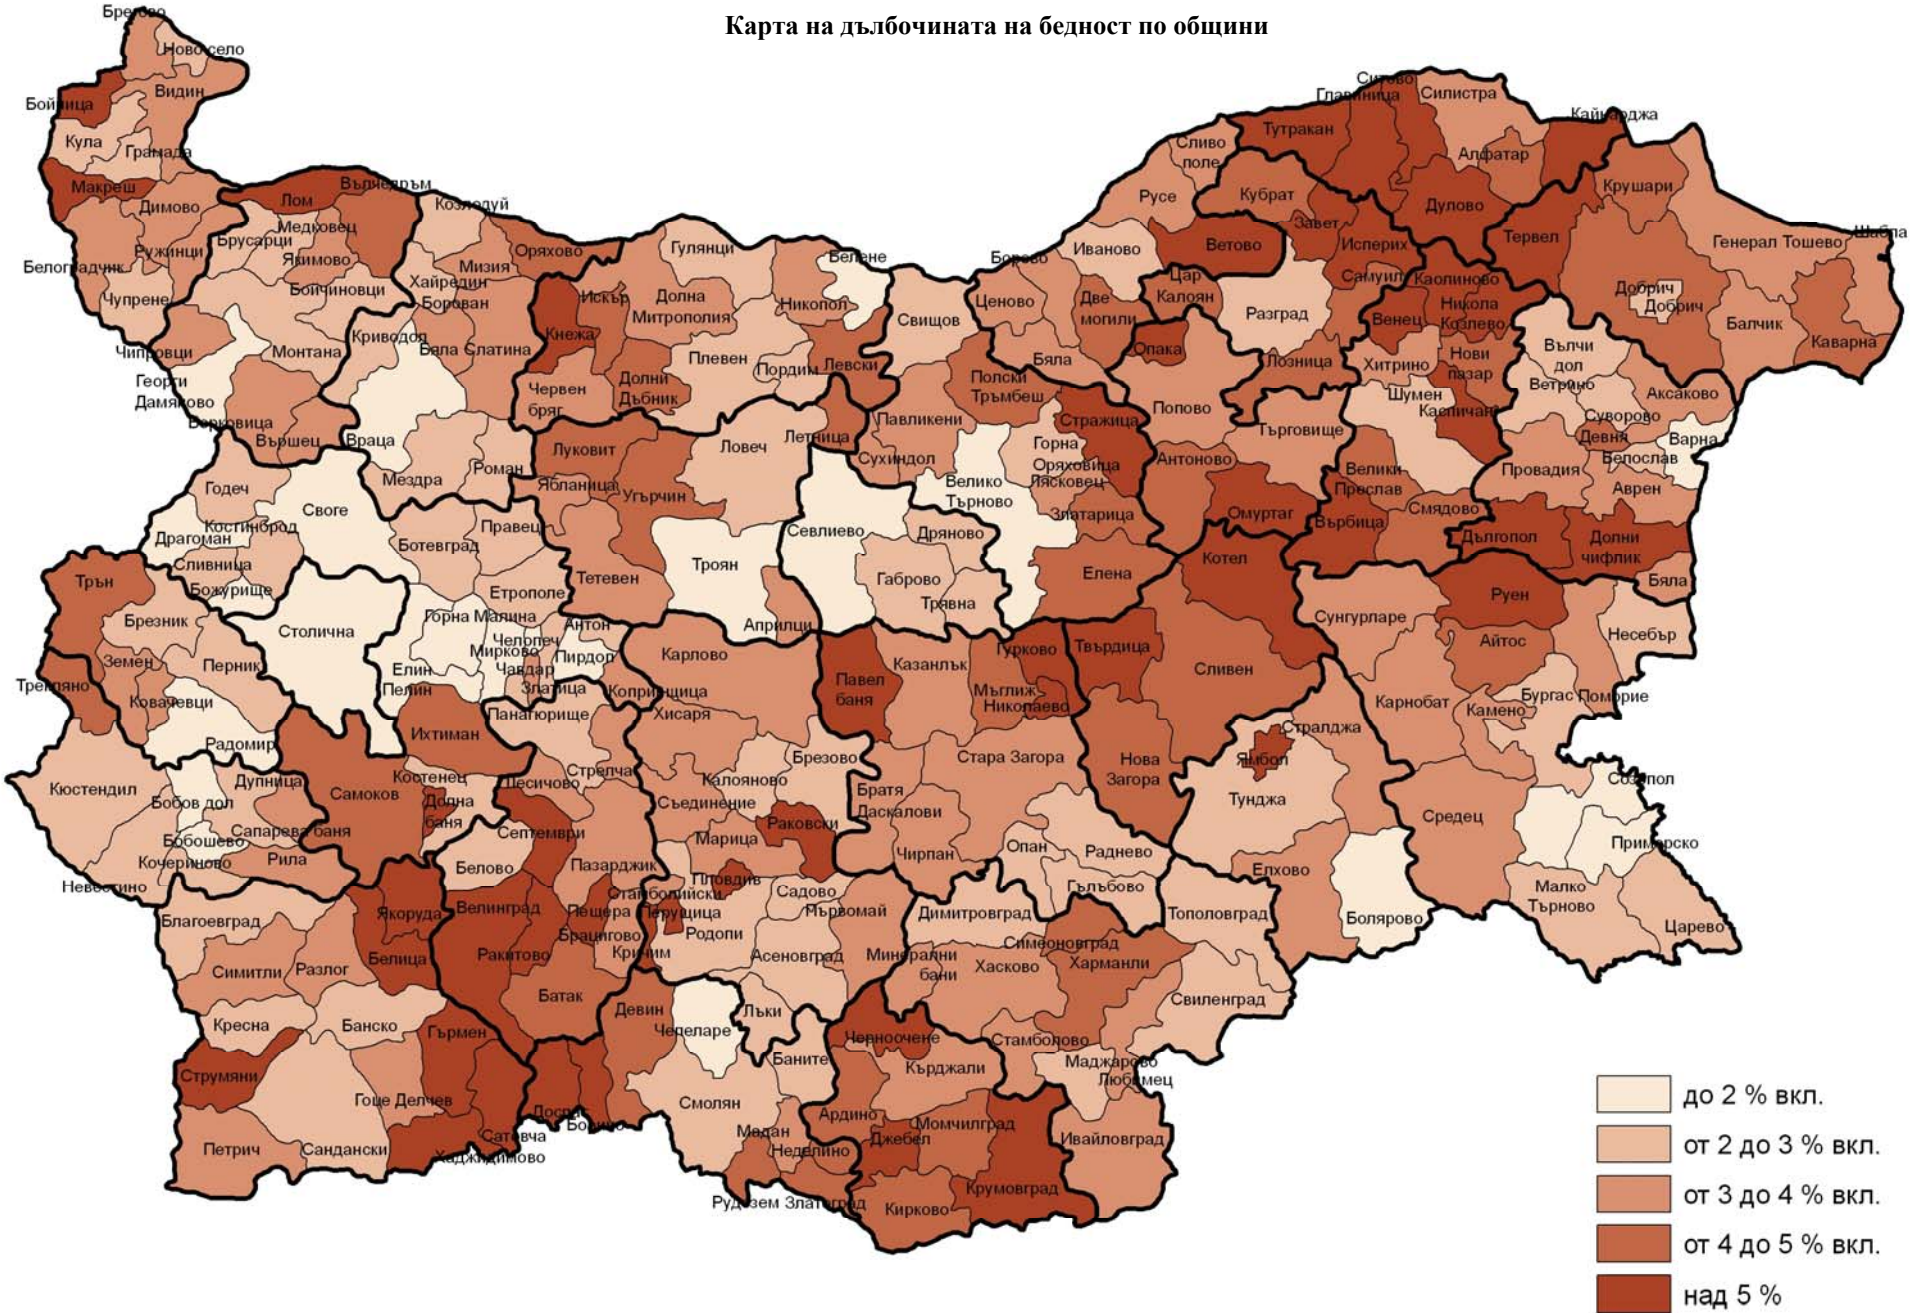 Карта на дълбочината на бедност по общини
Брегово
Ново село
Видин
Бойница
Кула
Грамада
Макреш
Димово
Ружинци
Белоградчик
Чупрене
Лом
Вълчедръм
Медковец
Брусарци
Якимово
Бойчиновци
Чипровци
Монтана
Георги
Дамяново
Берковица
Вършец
Козлодуй
Оряхово
Мизия
Хайредин
Борован
Криводол
Бяла Слатина
Враца
Мездра
Роман
Гулянци
Белене
Никопол
Искър
Долна
Митрополия
Кнежа
Плевен
Пордим
Левски
Долни
Дъбник
Червен
бряг
Свищов
Борово
Иваново
Русе
Сливо
поле
Ценово
Две
могили
Бяла
Ветово
Тутракан
Главиница
Ситово
Силистра
Кайнарджа
Алфатар
Дулово
Кубрат
Завет
Исперих
Самуил
Цар
Калоян
Разград
Лозница
Крушари
Тервел
Генерал Тошево
Шабла
Добрич
Добрич
Балчик
Каварна
Каолиново
Никола
Козлево
Венец
Хитрино
Нови
пазар
Шумен
Каспичан
Велики
Преслав
Смядово
Върбица
Вълчи
дол
Ветрино
Суворово
Аксаково
Девня
Варна
Белослав
Провадия
Аврен
Дългопол
Долни
чифлик
Бяла
Опака
Попово
Търговище
Антоново
Омуртаг
Полски
Тръмбеш
Павликени
Сухиндол
Стражица
Горна
Оряховица
Лясковец
Велико
Търново
Златарица
Елена
Луковит
Летница
Ловеч
Ябланица
Угърчин
Тетевен
Троян
Априлци
Севлиево
Дряново
Габрово
Трявна
Годеч
Своге
Костинброд
Драгоман
Сливница
Божурище
Ботевград
Правец
Етрополе
Горна Малина
Антон
Челопеч
Мирково
Чавдар
Пирдоп
Златица
Копривщица
Елин
Пелин
Столична
Ихтиман
Самоков
Костенец
Долна
баня
Трън
Брезник
Земен
Перник
Ковачевци
Радомир
Трекляно
Кюстендил
Бобов дол
Дупница
Сапарева баня
Бобошево
Кочериново
Рила
Невестино
Благоевград
Симитли
Разлог
Якоруда
Белица
Кресна
Банско
Гърмен
Струмяни
Гоце Делчев
Петрич
Сандански
Сатовча
Хаджидимово
Панагюрище
Стрелча
Лесичово
Септември
Белово
Пазарджик
Велинград
Пещера
Брацигово
Ракитово
Батак
Карлово
Хисаря
Брезово
Калояново
Съединение
Марица
Раковски
Пловдив
Стамболийски
Перущица
Родопи
Кричим
Садово
Първомай
Асеновград
Лъки
Павел
баня
Казанлък
Гурково
Мъглиж
Николаево
Стара Загора
Братя
Даскалови
Чирпан
Опан
Раднево
Гълъбово
Котел
Твърдица
Сливен
Нова
Загора
Стралджа
Ямбол
Тунджа
Елхово
Болярово
Сунгурларе
Руен
Айтос
Несебър
Карнобат
Камено
Бургас
Поморие
Средец
Созопол
Приморско
Малко
Търново
Царево
Димитровград
Тополовград
Симеоновград
Минерални
бани
Хасково
Харманли
Свиленград
Стамболово
Маджарово
Любимец
Ивайловград
Черноочене
Кърджали
Ардино
Момчилград
Джебел
Крумовград
Кирково
Девин
Чепеларе
Баните
Смолян
Доспат
Борино
Мадан
Неделино
Рудозем Златоград
до 2 % вкл.
от 2 до 3 % вкл.
от 3 до 4 % вкл.
от 4 до 5 % вкл.
над 5 %